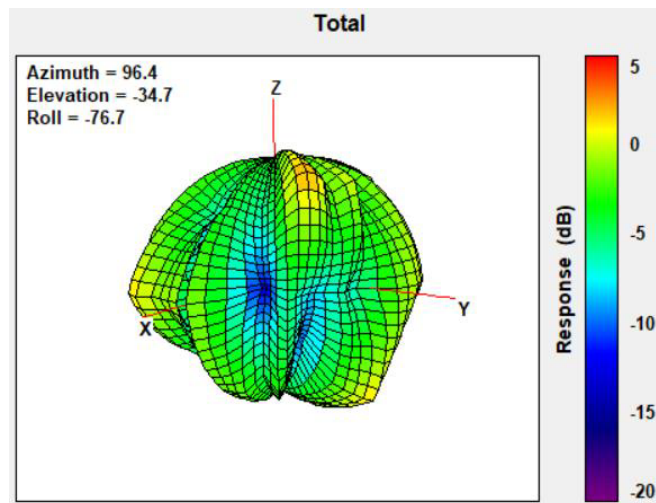 Total
Azimuth = 96.4
Elevation = -34.7
Roll = -76.7
Z
X
Y
5
0
-5
-10
-15
-20
Response (dB)